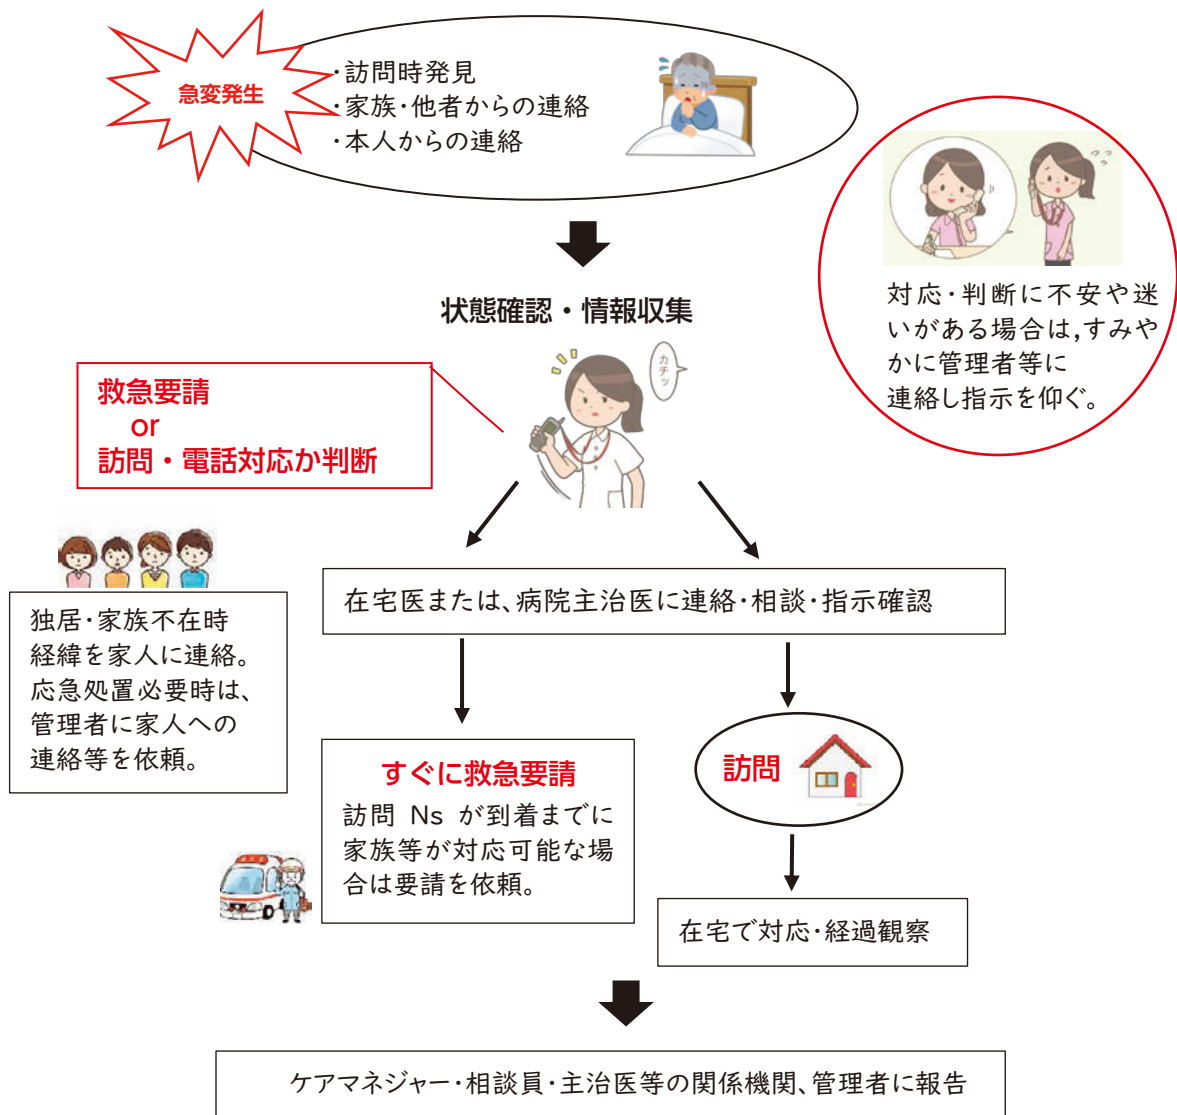 急変発生
・訪問時発見
・家族・他者からの連絡
・本人からの連絡
対応・判断に不安や迷
いがある場合は,すみや
かに管理者等に
連絡し指示を仰ぐ。
状態確認・情報収集
カチッ
救急要請
or
訪問・電話対応か判断
在宅医または、病院主治医に連絡・相談・指示確認
独居・家族不在時
経緯を家人に連絡。
応急処置必要時は、
管理者に家人への
連絡等を依頼。
すぐに救急要請
訪問 Ns が到着までに
家族等が対応可能な場
合は要請を依頼。
訪問
在宅で対応・経過観察
ケアマネジャー・相談員・主治医等の関係機関、管理者に報告